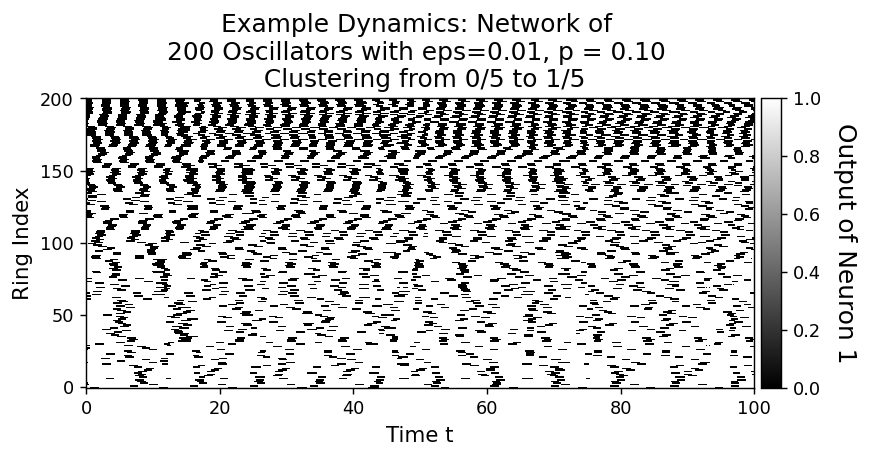 Example Dynamics: Network of
200 Oscillators with eps=0.01, p = 0.10
Clustering from 0/5 to 1/5
200
150
100
50
0
Ring Index
0 20 40 60 80 100
Time t
1.0
0.8
0.6
0.4
0.2
0.0
Output of Neuron 1